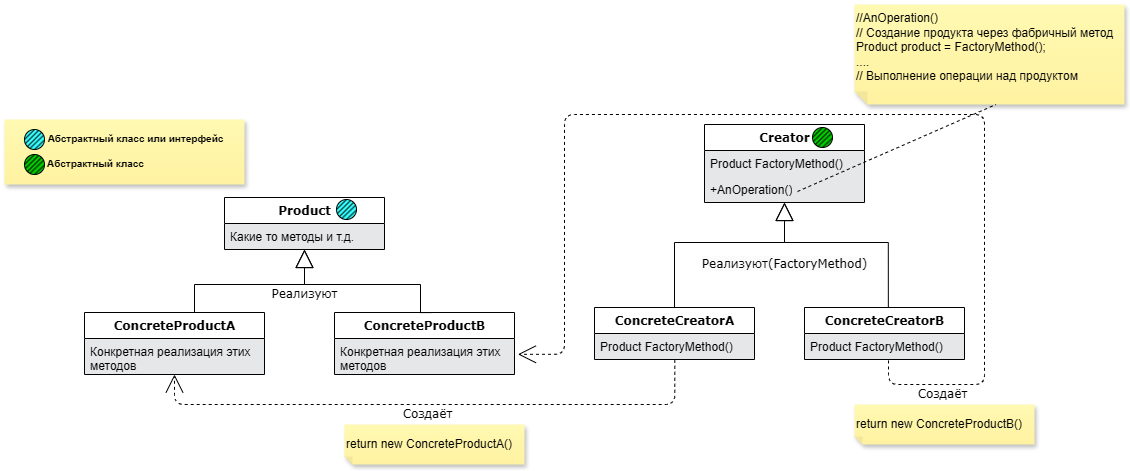 //AnOperation()
// Создание продукта через фабричный метод
Product product = FactoryMethod();
....
// Выполнение операции над продуктом
Абстрактный класс или интерфейс
Абстрактный класс
Creator
Product FactoryMethod()
+AnOperation()
Product
Какие то методы и т.д.
Реализуют
Реализуют(FactoryMethod)
ConcreteProductA
Конкретная реализация этих
методов
ConcreteProductB
Конкретная реализация этих
методов
ConcreteCreatorA
Product FactoryMethod()
ConcreteCreatorB
Product FactoryMethod()
Создаёт
return new ConcreteProductA()
Создаёт
return new ConcreteProductB()